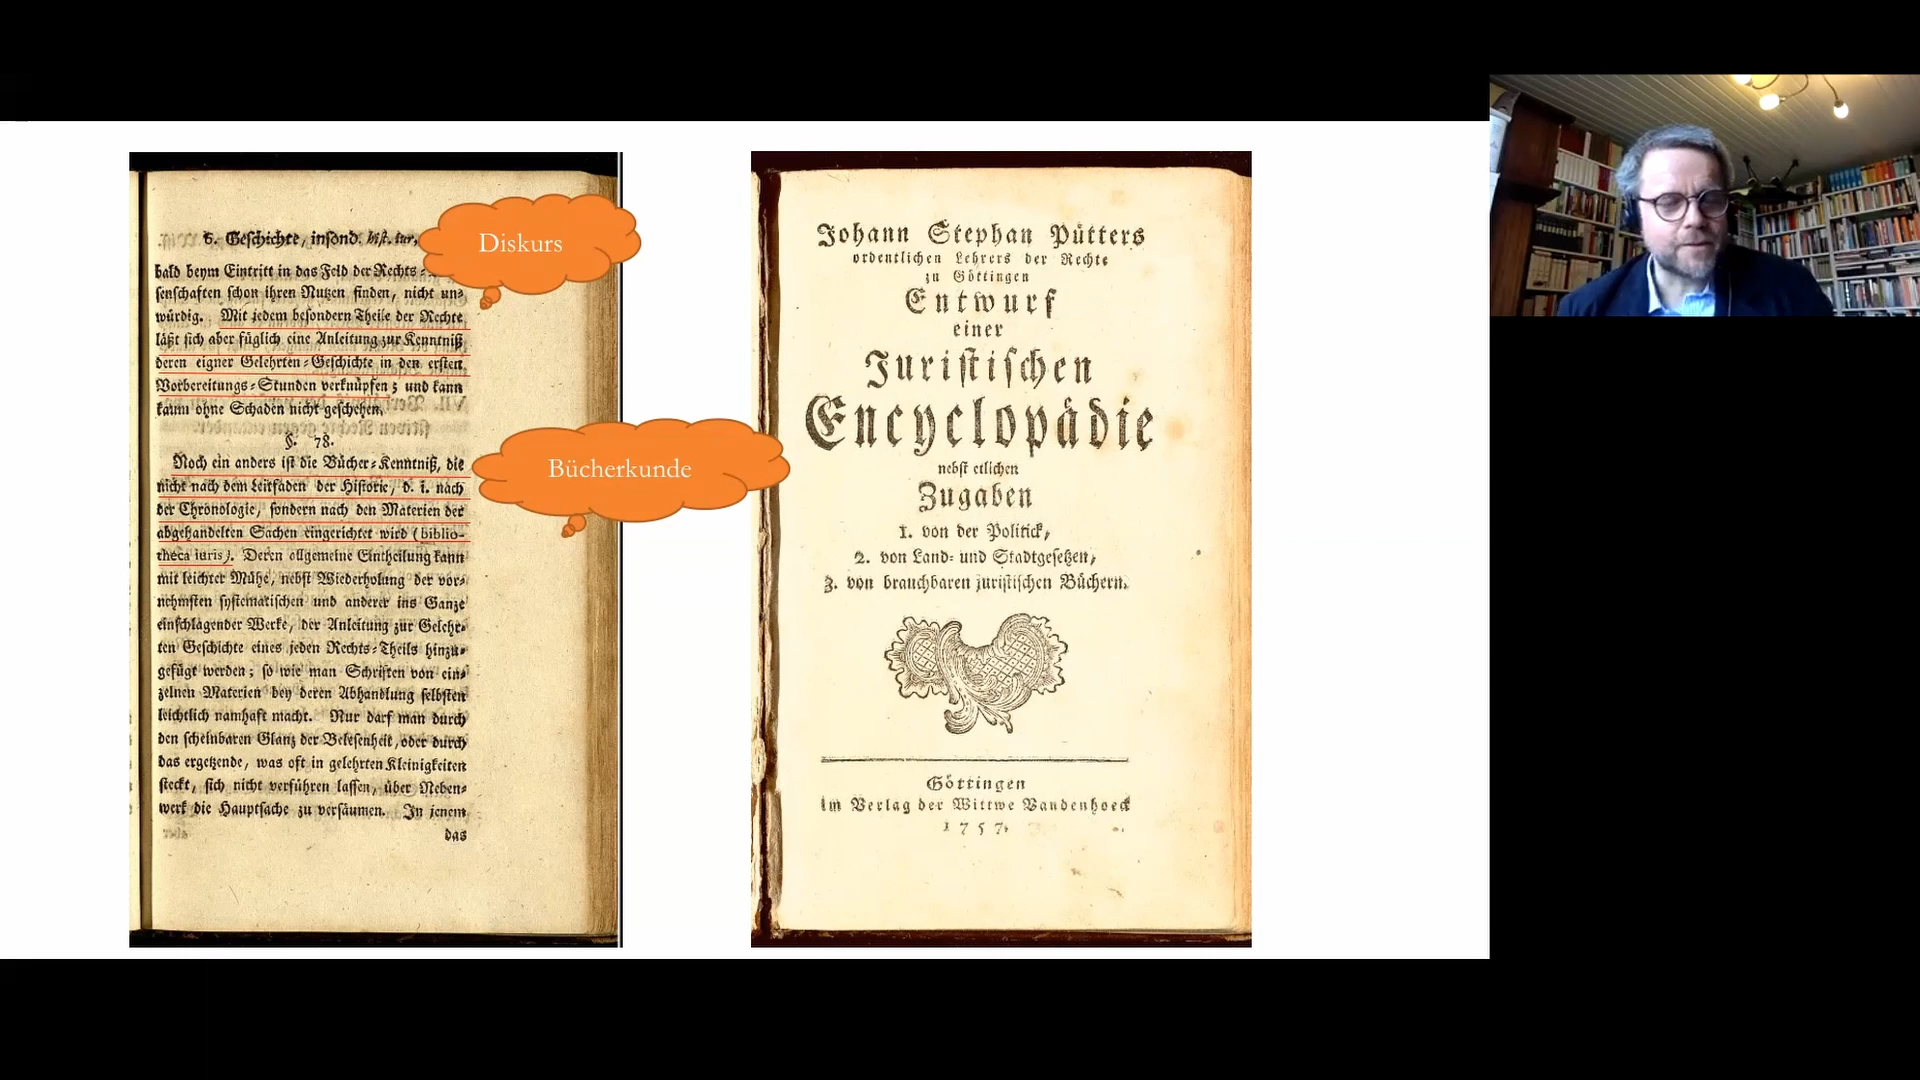 6. Geschichte, insond. hist. iur.
bald beym Eintritt in das Feld der Rechts-
senschaften schon ihren Nutzen finden, nicht un-
würdig. Mit jedem besondern Theile der Rechte
läßt sich aber füglich eine Anleitung zur Kenntniß
deren eigner Gelehrten-Geschichte in den ersten
Vorbereitungs-Stunden verknüpfen; und kann
kaum ohne Schaden nicht geschehen.
§. 78.
Noch ein anders ist die Bücher-Kenntniß, die
nicht nach dem Leitfaden der Historie, d. i. nach
der Chronologie, sondern nach den Materien der
abgehandelten Sachen eingerichtet wird (biblio-
theca iuris). Deren allgemeine Eintheilung kann
mit leichter Mühe, nebst Wiederholung der vor-
nehmsten systematischen und anderer ins Ganze
einschlagender Werke, der Anleitung zur Gelehr-
ten Geschichte eines jeden Rechts-Theils hinzu-
gefügt werden; so wie man Schriften von ein-
zelnen Materien bey deren Abhandlung selbsten
leichtlich namhaft macht. Nur darf man durch
den scheinbaren Glanz der Belesenheit, oder durch
das ergetzende, was oft in gelehrten Kleinigkeiten
steckt, sich nicht verführen lassen, über Neben-
werk die Hauptsache zu versäumen. In jenem
das
Diskurs
Bücherkunde
Johann Stephan Pütters
ordentlichen Lehrers der Rechte
zu Göttingen
Entwurf
einer
Juristischen
Encyclopädie
nebst etlichen
Zugaben
1. von der Politick,
2. von Land- und Stadtgesetzen,
3. von brauchbaren juristischen Büchern.
Göttingen
im Verlag der Wittwe Vandenhoeck
1757.